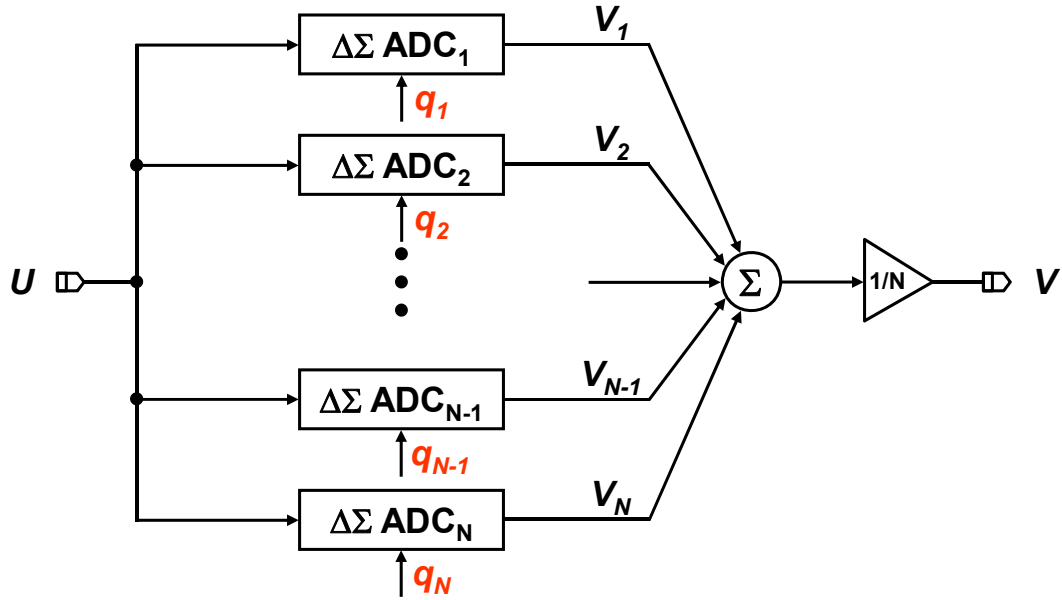 ΔΣ ADC1
V1
q1
ΔΣ ADC2
V2
q2
U
Σ
1/N
V
ΔΣ ADCN-1
VN-1
qN-1
ΔΣ ADCN
VN
qN